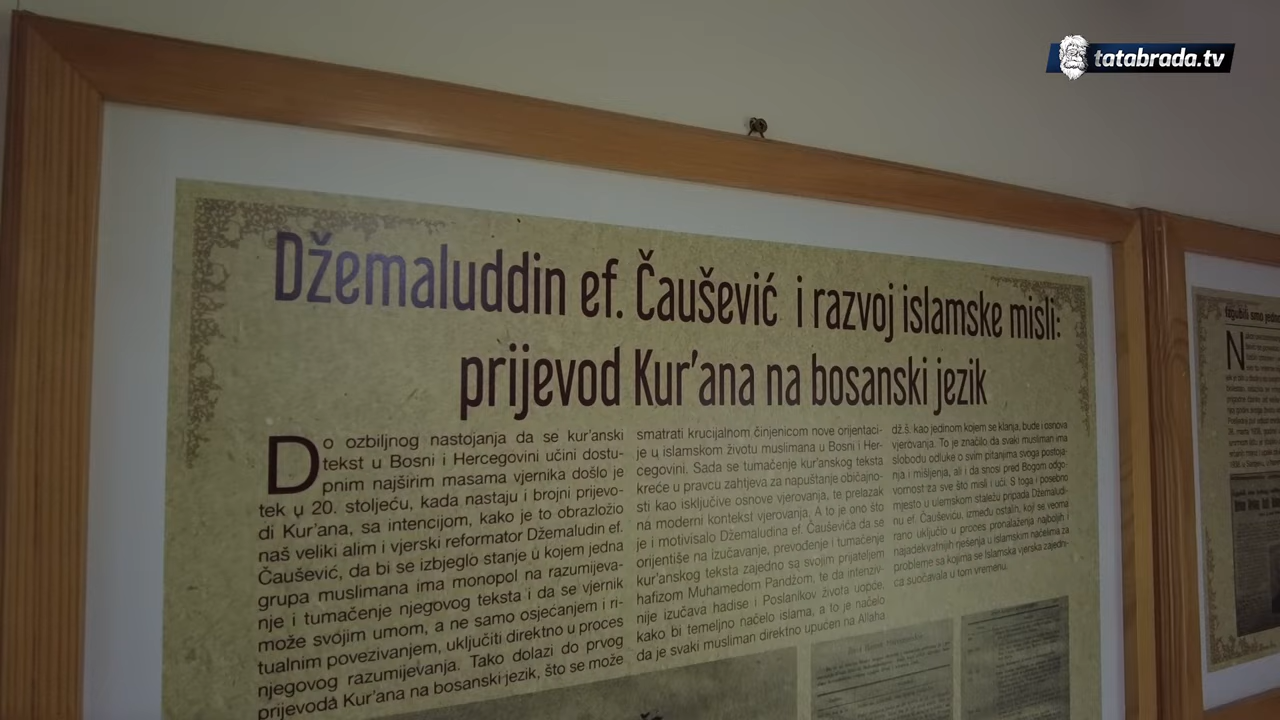 tatabrada.tv
Džemaluddin ef. Čaušević i razvoj islamske misli:
prijevod Kur'ana na bosanski jezik
Do ozbiljnog nastojanja da se kur'anski
tekst u Bosni i Hercegovini učini dostu-
pnim najširim masama vjernika došlo je
tek u 20. stoljeću, kada nastaju i brojni prijevo-
di Kur'ana, sa intencijom, kako je to obrazložio
naš veliki alim i vjerski reformator Džemaludin ef.
Čaušević, da bi se izbjeglo stanje u kojem jedna
grupa muslimana ima monopol na razumijeva-
nje i tumačenje njegovog teksta i da se vjernik
može svojim umom, a ne samo osjećanjem i ri-
tualnim povezivanjem, uključiti direktno u proces
njegovog razumijevanja. Tako dolazi do prvog
prijevoda Kur'ana na bosanski jezik, što se može
smatrati krucijalnom činjenicom nove orijentaci-
je u islamskom životu muslimana u Bosni i Her-
cegovini. Sada se tumačenje kur'anskog teksta
kreće u pravcu zahtjeva za napuštanje običajno-
sti kao isključive osnove vjerovanja, te prelazak
na moderni kontekst vjerovanja. A to je ono što
je i motivisalo Džemaludina ef. Čauševića da se
orijentiše na izučavanje, prevođenje i tumačenje
kur'anskog teksta zajedno sa svojim prijateljem
hafizom Muhamedom Pandžom, te da intenziv-
nije izučava hadise i Poslanikov života uopće,
kako bi temeljno načelo islama, a to je načelo
da je svaki musliman direktno upućen na Allaha
dž.š. kao jedinom kojem se klanja, bude i osnova
vjerovanja. To je značilo da svaki musliman ima
slobodu odluke o svim pitanjima svoga postoja-
nja i mišljenja, ali i da snosi pred Bogom odgo-
vornost za sve što misli i uči. S toga i posebno
mjesto u ulemskom staležu pripada Džemaludi-
nu ef. Čauševiću, između ostalih, koji se veoma
rano uključio u proces pronalaženja najboljih i
najadekvatnijih rješenja u islamskim načelima za
probleme sa kojima se Islamska vjerska zajedni-
ca suočavala u tom vremenu.